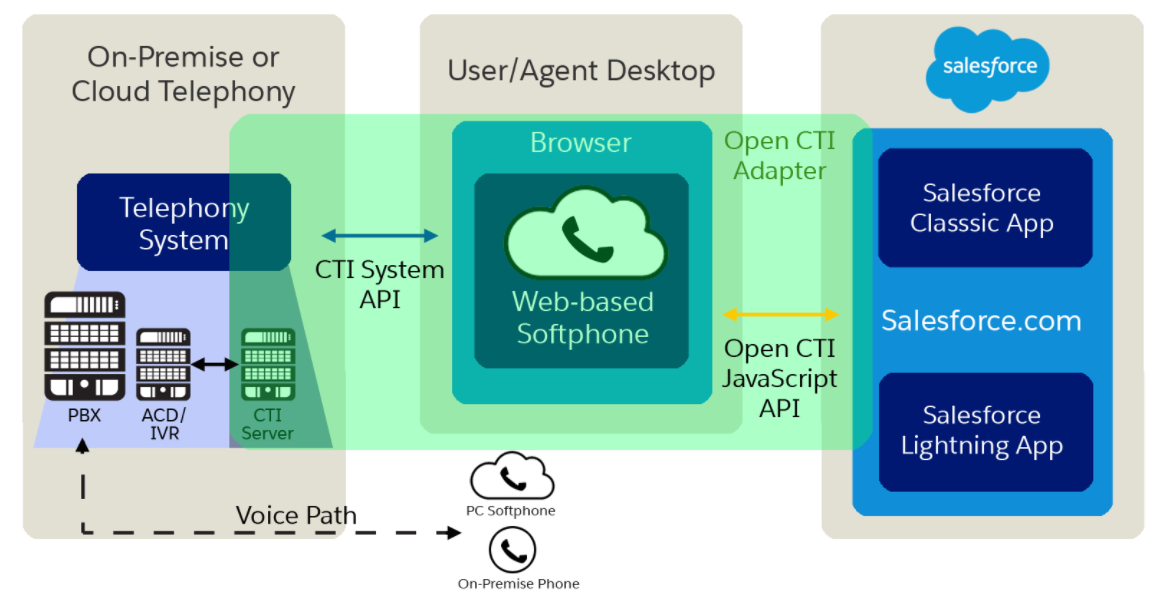 On-Premise or
Cloud Telephony
User/Agent Desktop
salesforce
Browser
Open CTI
Adapter
Telephony
System
Salesforce
Classsic App
CTI System
API
Web-based
Softphone
Salesforce.com
Open CTI
JavaScript
API
PBX
ACD/
IVR
CTI
Server
Salesforce
Lightning App
Voice Path
PC Softphone
On-Premise Phone